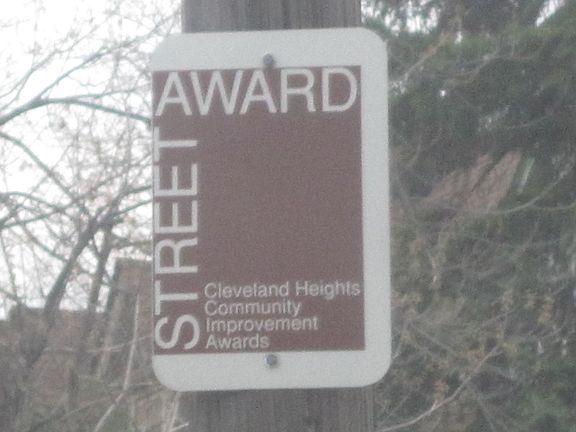 AWARD
STREET
Cleveland Heights
Community
Improvement
Awards